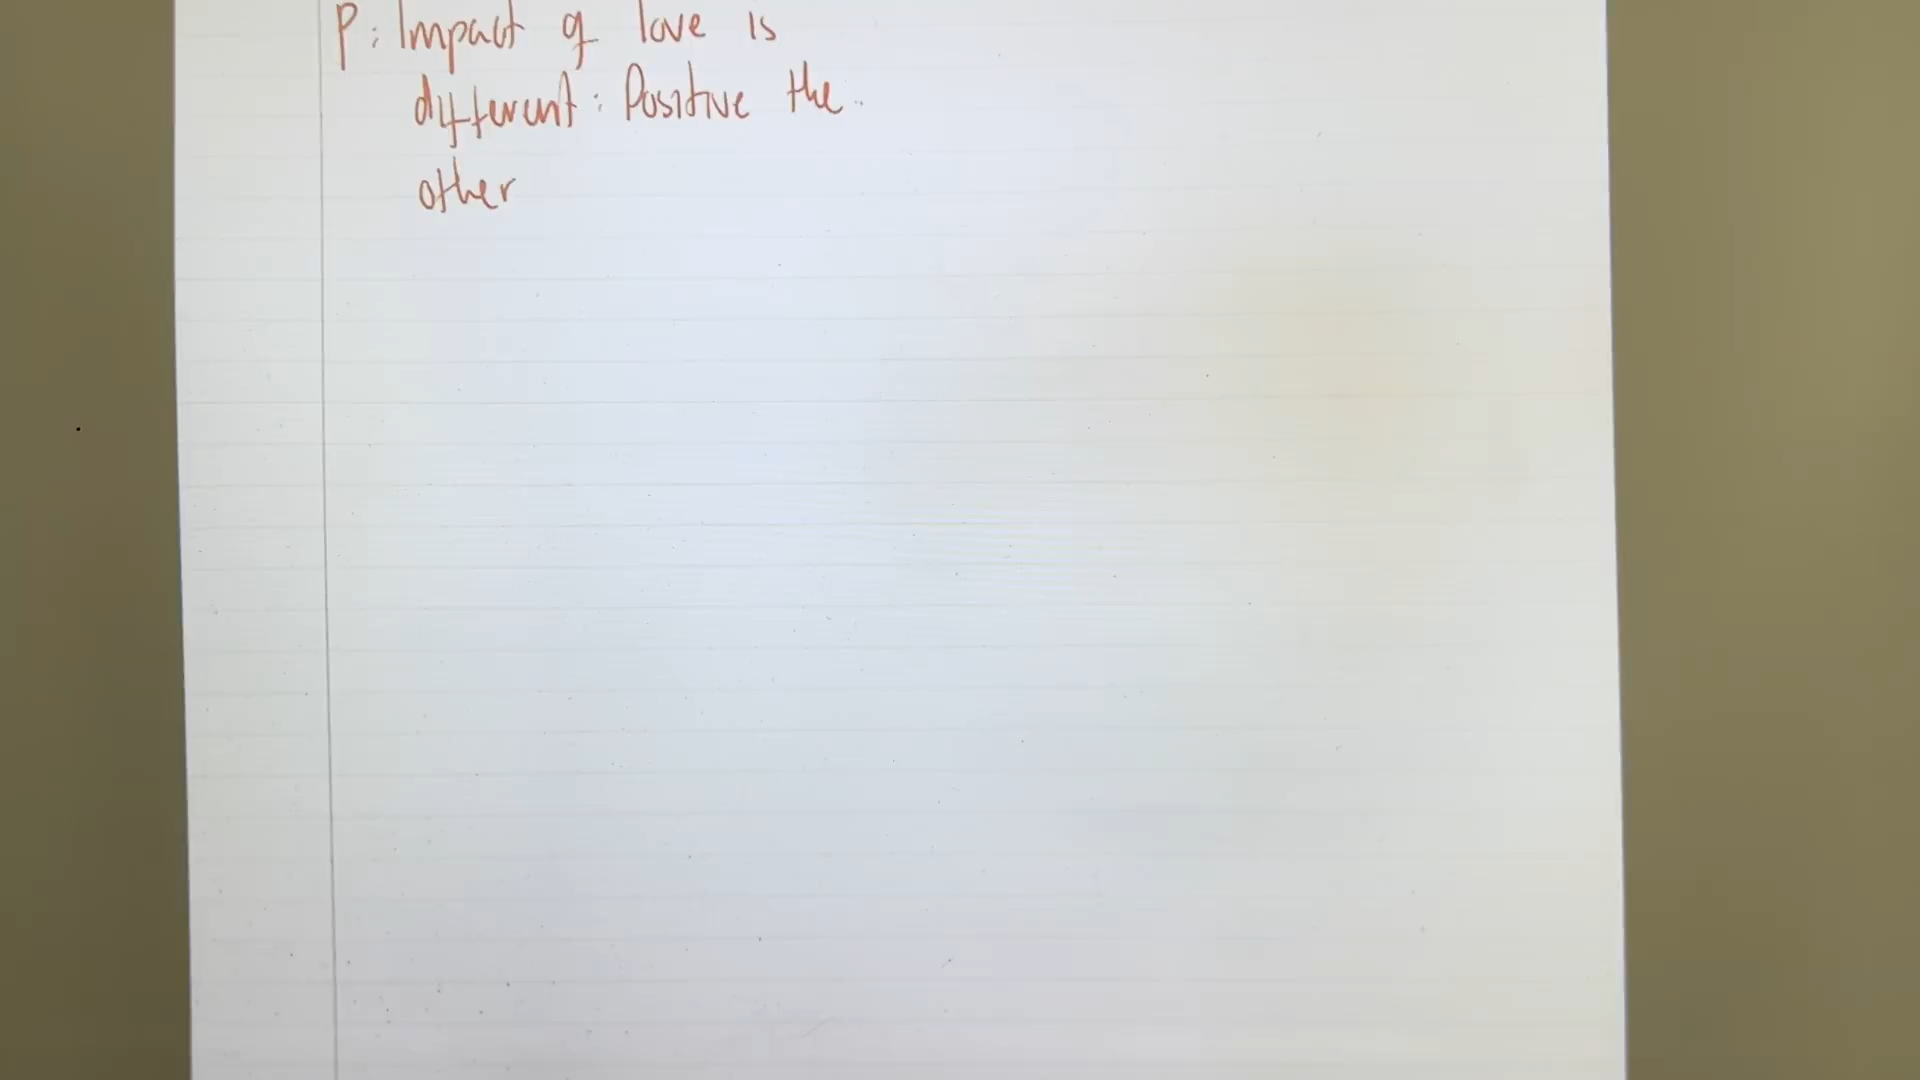 P: Impact of love is
different: Positive the
other